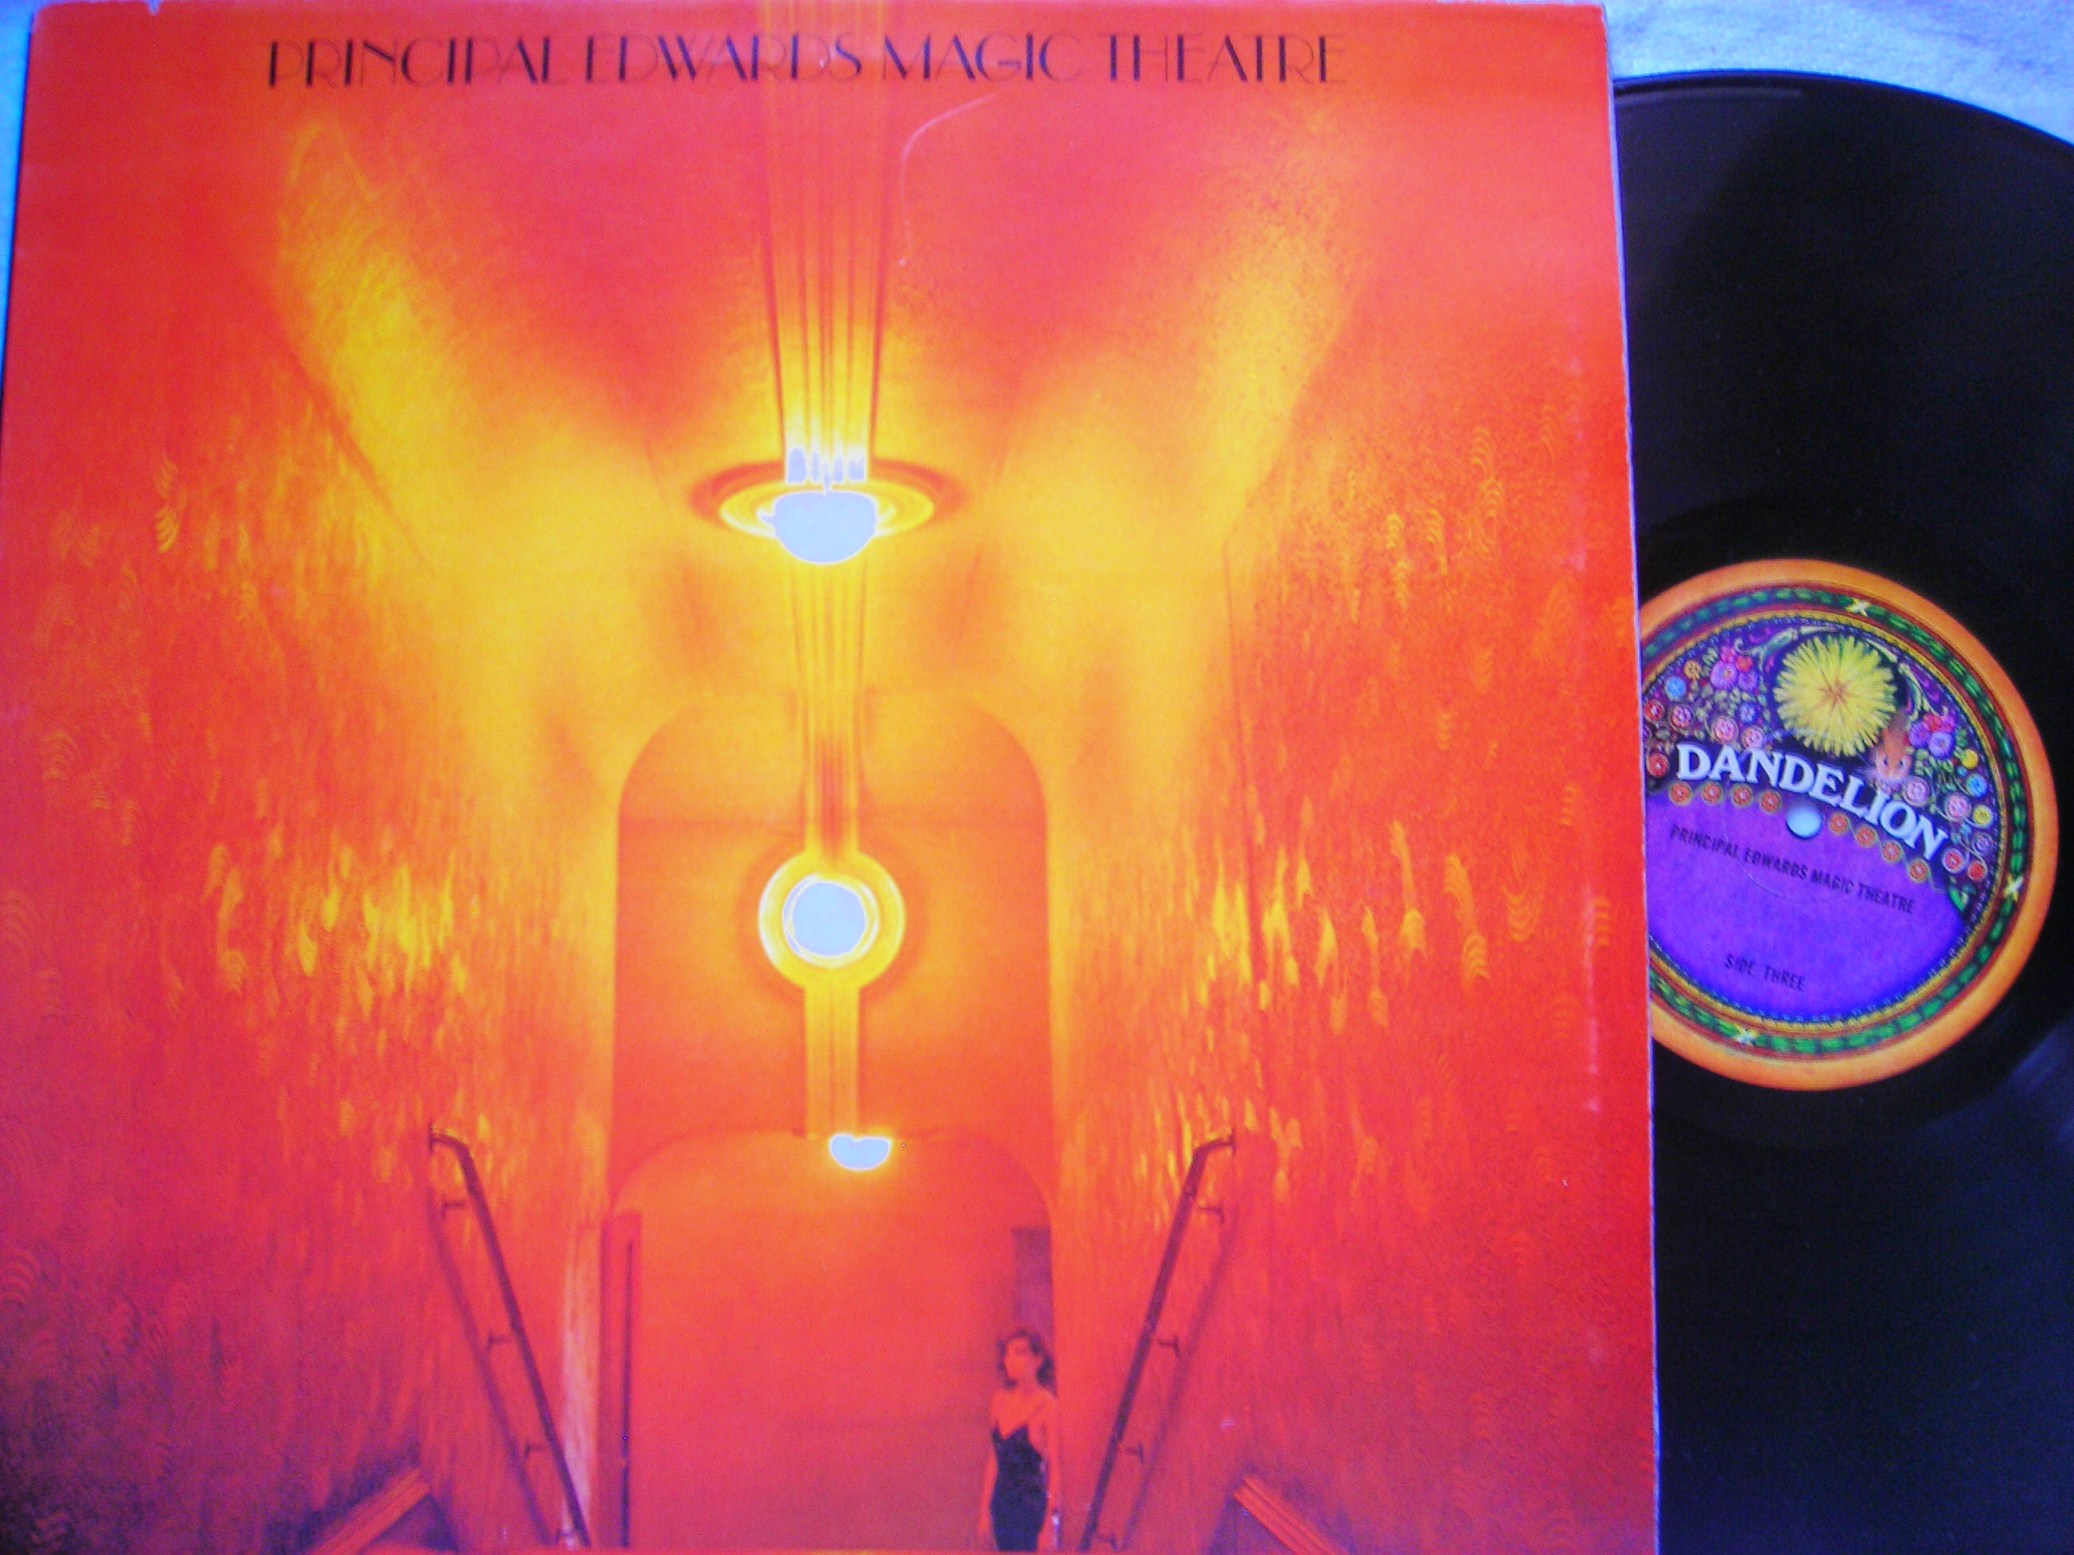 PRINCIPAL EDWARDS MAGIC THEATRE
DANDELION
PRINCIPAL EDWARDS MAGIC THEATRE
SIDE THREE